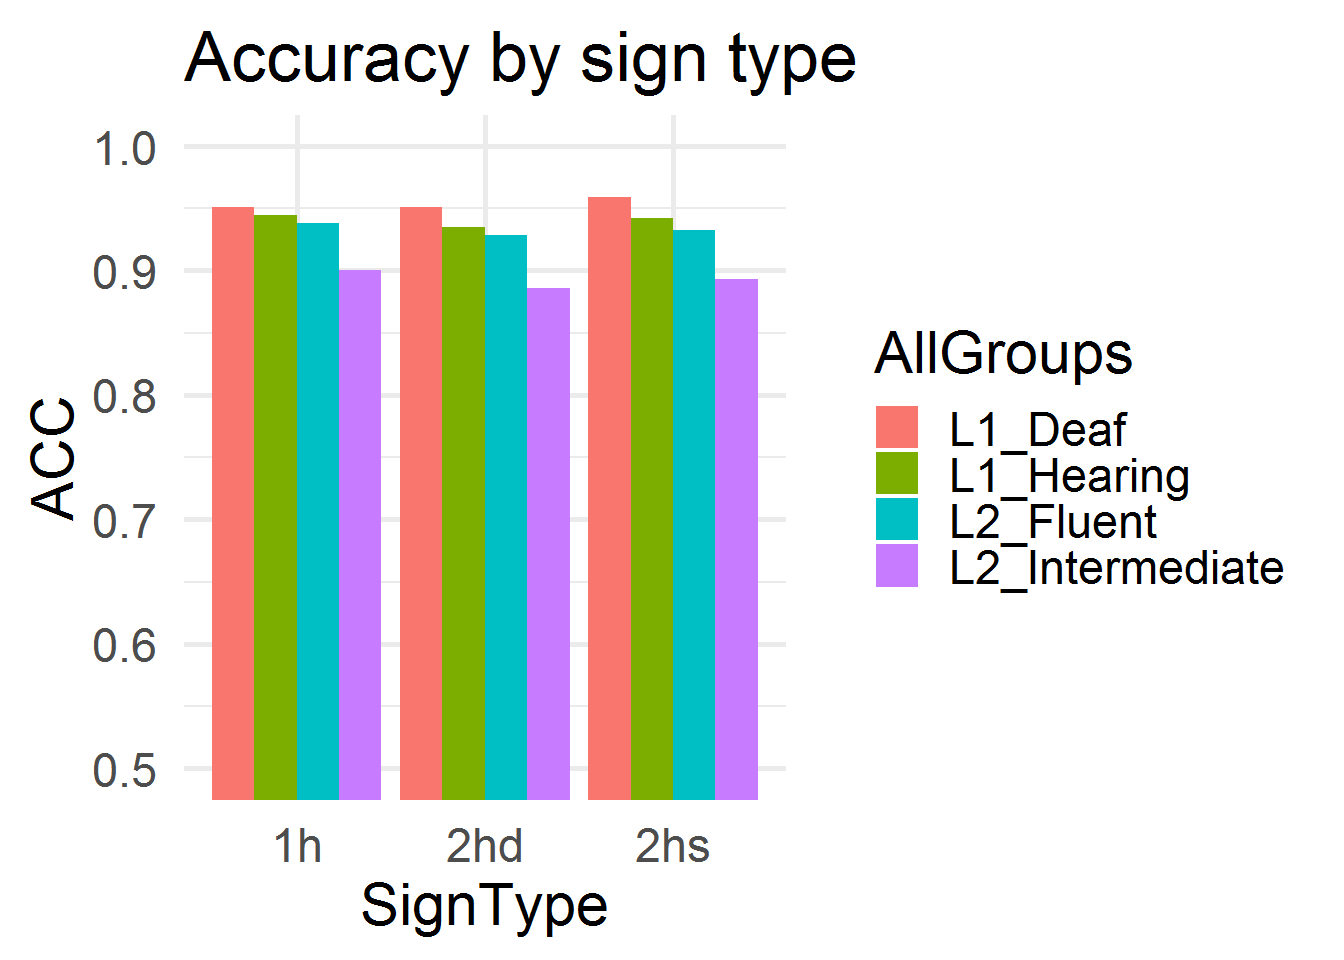 Accuracy by sign type
1.0
0.9
0.8
0.7
0.6
0.5
ACC
1h 2hd 2hs
SignType
AllGroups
L1_Deaf
L1_Hearing
L2_Fluent
L2_Intermediate